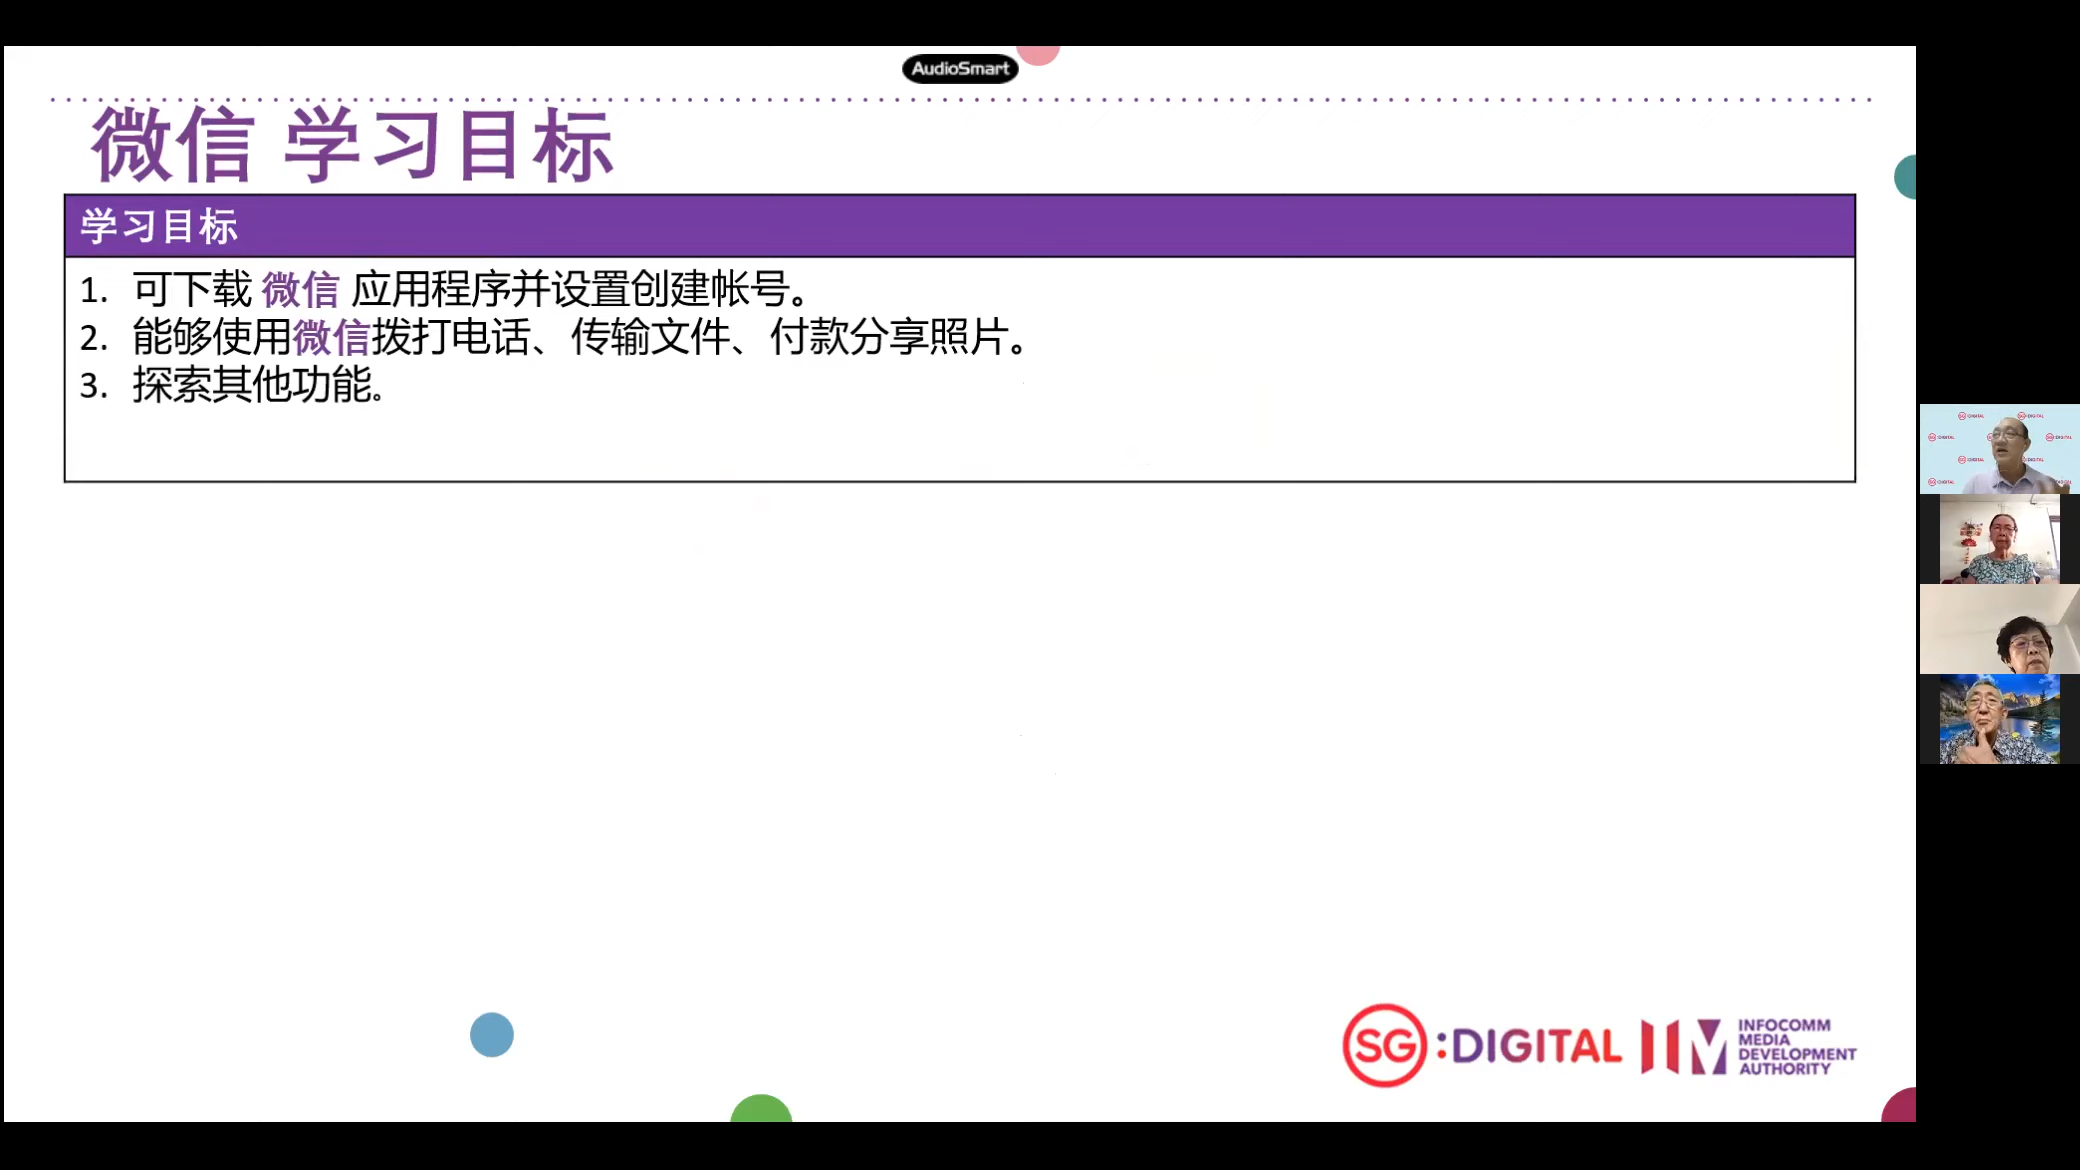 AudioSmart
微信 学习目标
学习目标
1. 可下载 微信 应用程序并设置创建帐号。
2. 能够使用微信拨打电话、传输文件、付款分享照片。
3. 探索其他功能。
SG :DIGITAL
INFOCOMM
MEDIA
DEVELOPMENT
AUTHORITY